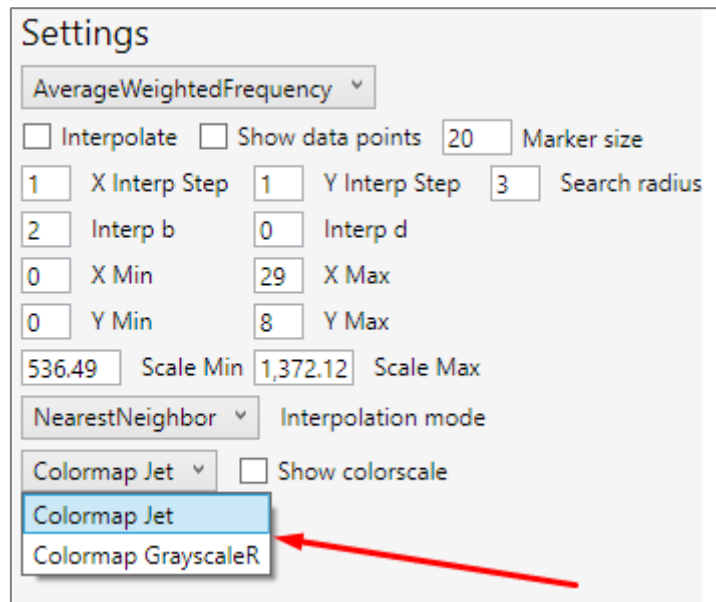 Settings
AverageWeightedFrequency
Interpolate Show data points 20 Marker size
1 X Interp Step 1 Y Interp Step 3 Search radius
2 Interp b 0 Interp d
0 X Min 29 X Max
0 Y Min 8 Y Max
536.49 Scale Min 1,372.12 Scale Max
NearestNeighbor Interpolation mode
Colormap Jet Show colorscale
Colormap Jet
Colormap GrayscaleR